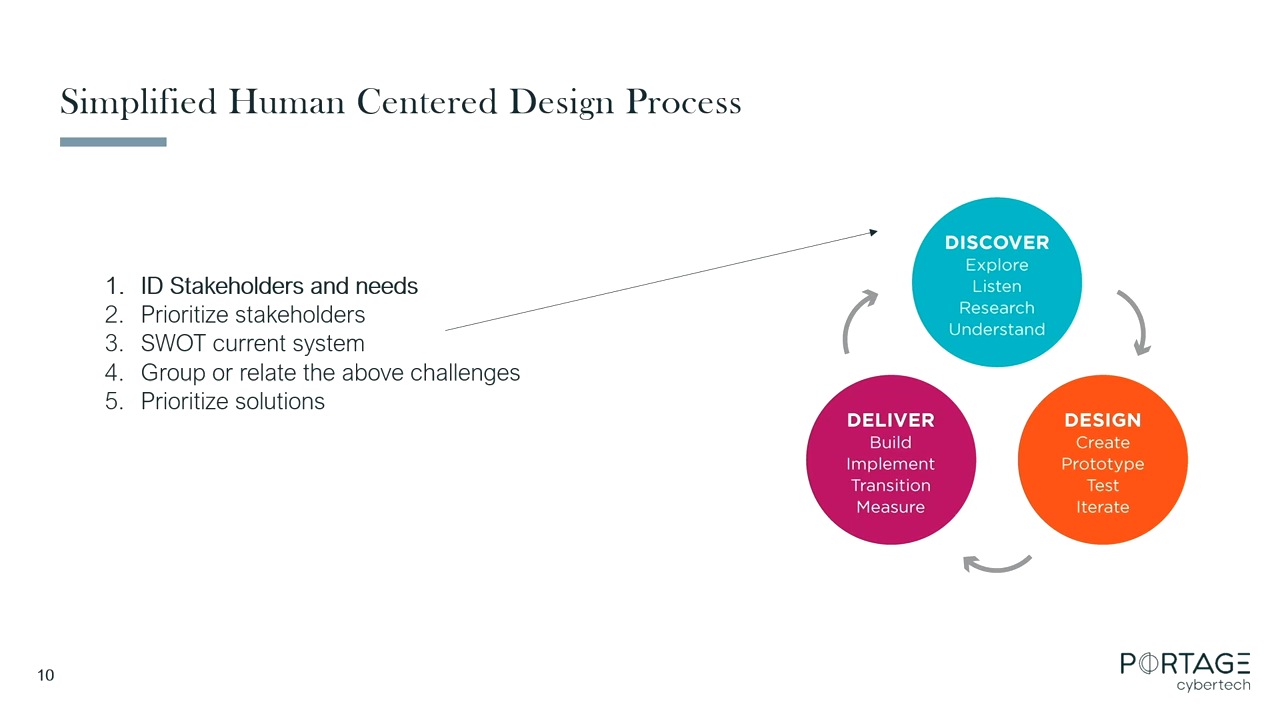 Simplified Human Centered Design Process
1. ID Stakeholders and needs
2. Prioritize stakeholders
3. SWOT current system
4. Group or relate the above challenges
5. Prioritize solutions
DISCOVER
Explore
Listen
Research
Understand
DELIVER
Build
Implement
Transition
Measure
DESIGN
Create
Prototype
Test
Iterate
10
PORTAGE
cybertech